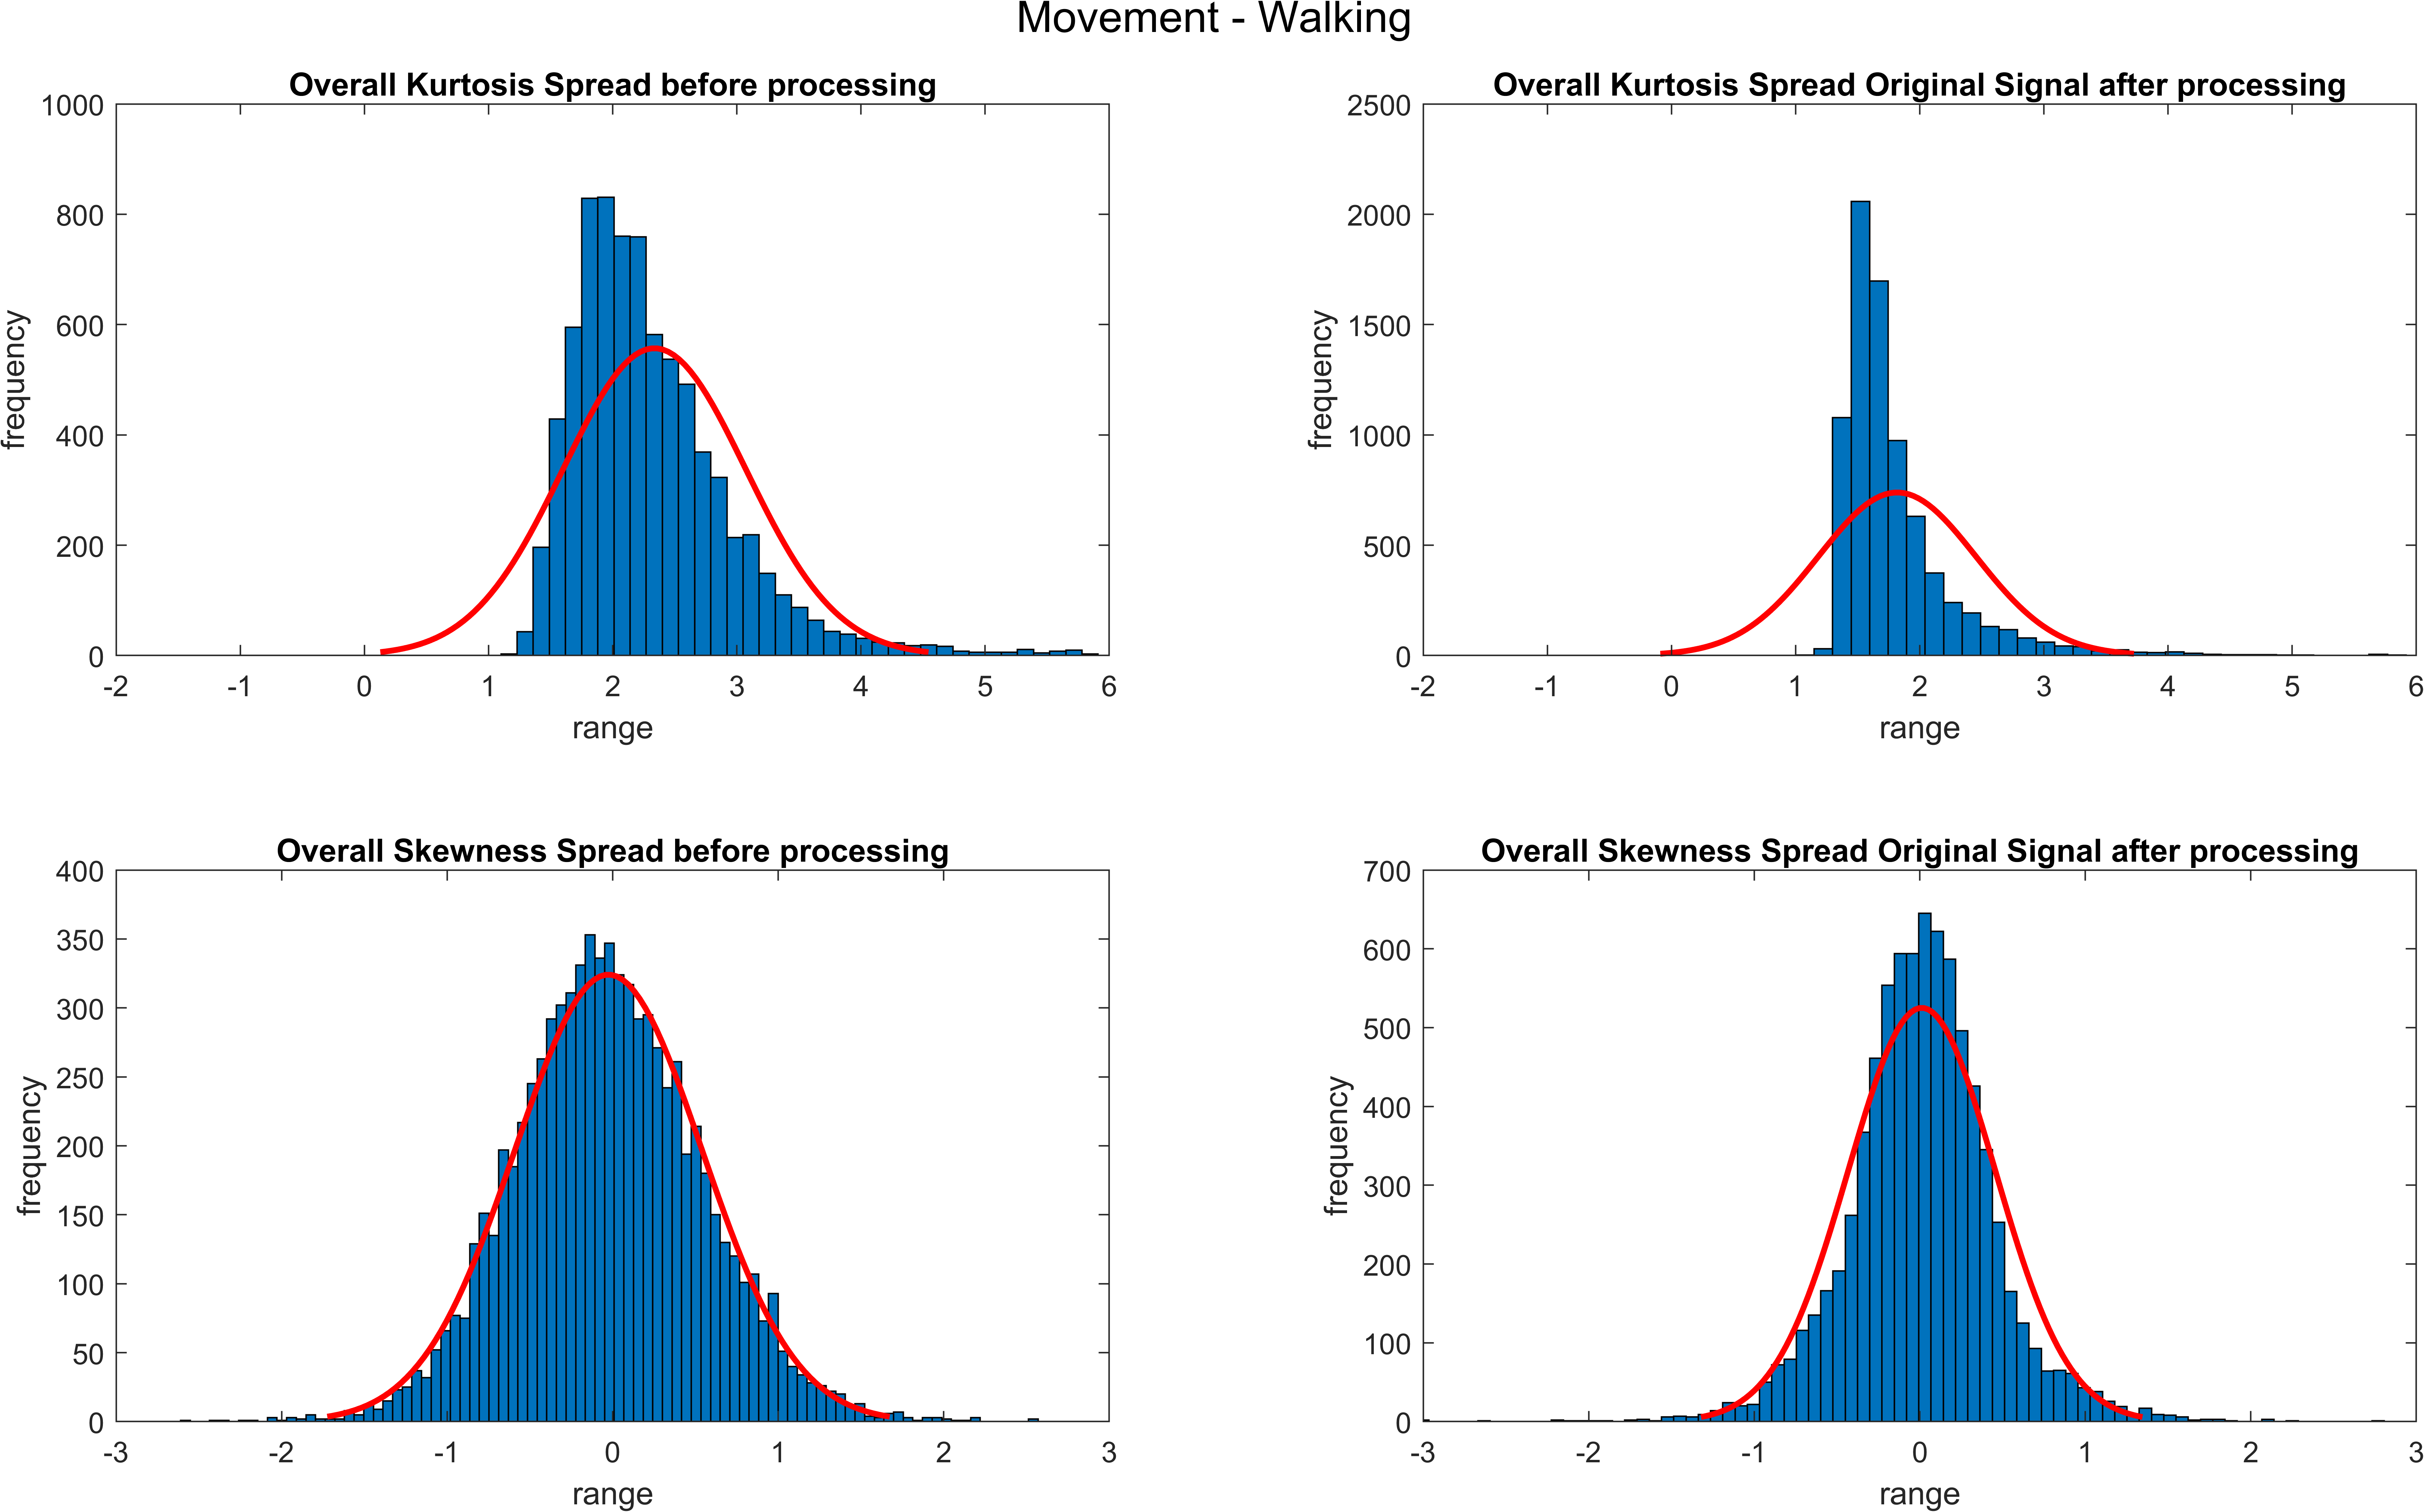 Movement - Walking
Overall Kurtosis Spread before processing
1000
800
600
400
200
0
frequency
-2 -1 0 1 2 3 4 5 6
range
Overall Kurtosis Spread Original Signal after processing
2500
2000
1500
1000
500
0
frequency
-2 -1 0 1 2 3 4 5 6
range
Overall Skewness Spread before processing
400
350
300
250
200
150
100
50
0
frequency
-3 -2 -1 0 1 2 3
range
Overall Skewness Spread Original Signal after processing
700
600
500
400
300
200
100
0
frequency
-3 -2 -1 0 1 2 3
range